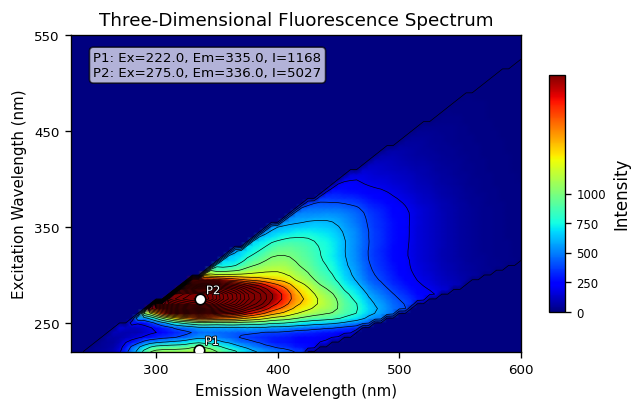 Three-Dimensional Fluorescence Spectrum
P1: Ex=222.0, Em=335.0, I=1168
P2: Ex=275.0, Em=336.0, I=5027
550
450
350
250
Excitation Wavelength (nm)
P2
P1
300
400
500
600
Emission Wavelength (nm)
1000
750
500
250
0
Intensity